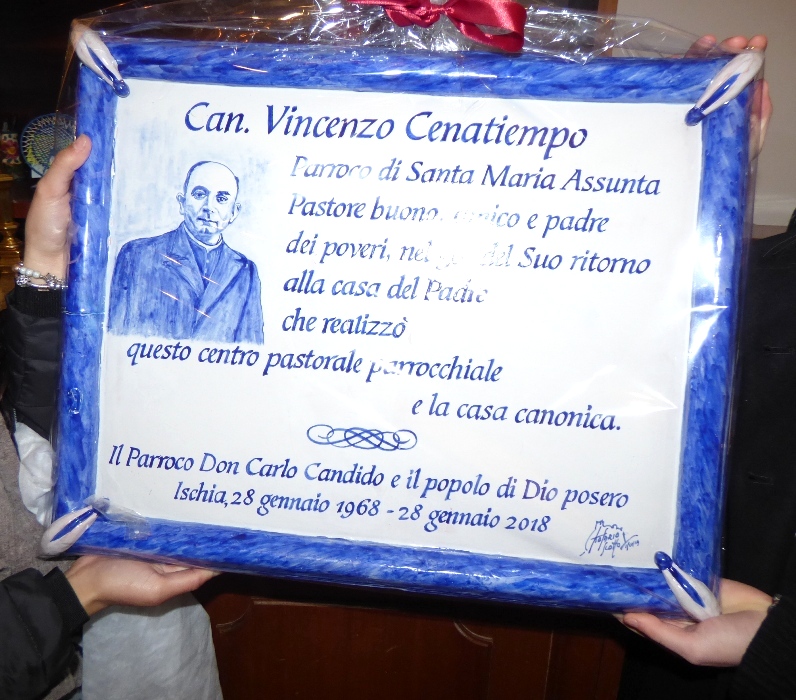 Can. Vincenzo Cenatiempo
Parroco di Santa Maria Assunta
Pastore buono, amico e padre
dei poveri, nel del Suo ritorno
alla casa del Padre
che realizzò
questo centro pastorale parrocchiale
e la casa canonica.
Il Parroco Don Carlo Candido e il popolo di Dio posero
Ischia, 28 gennaio 1968 - 28 gennaio 2018